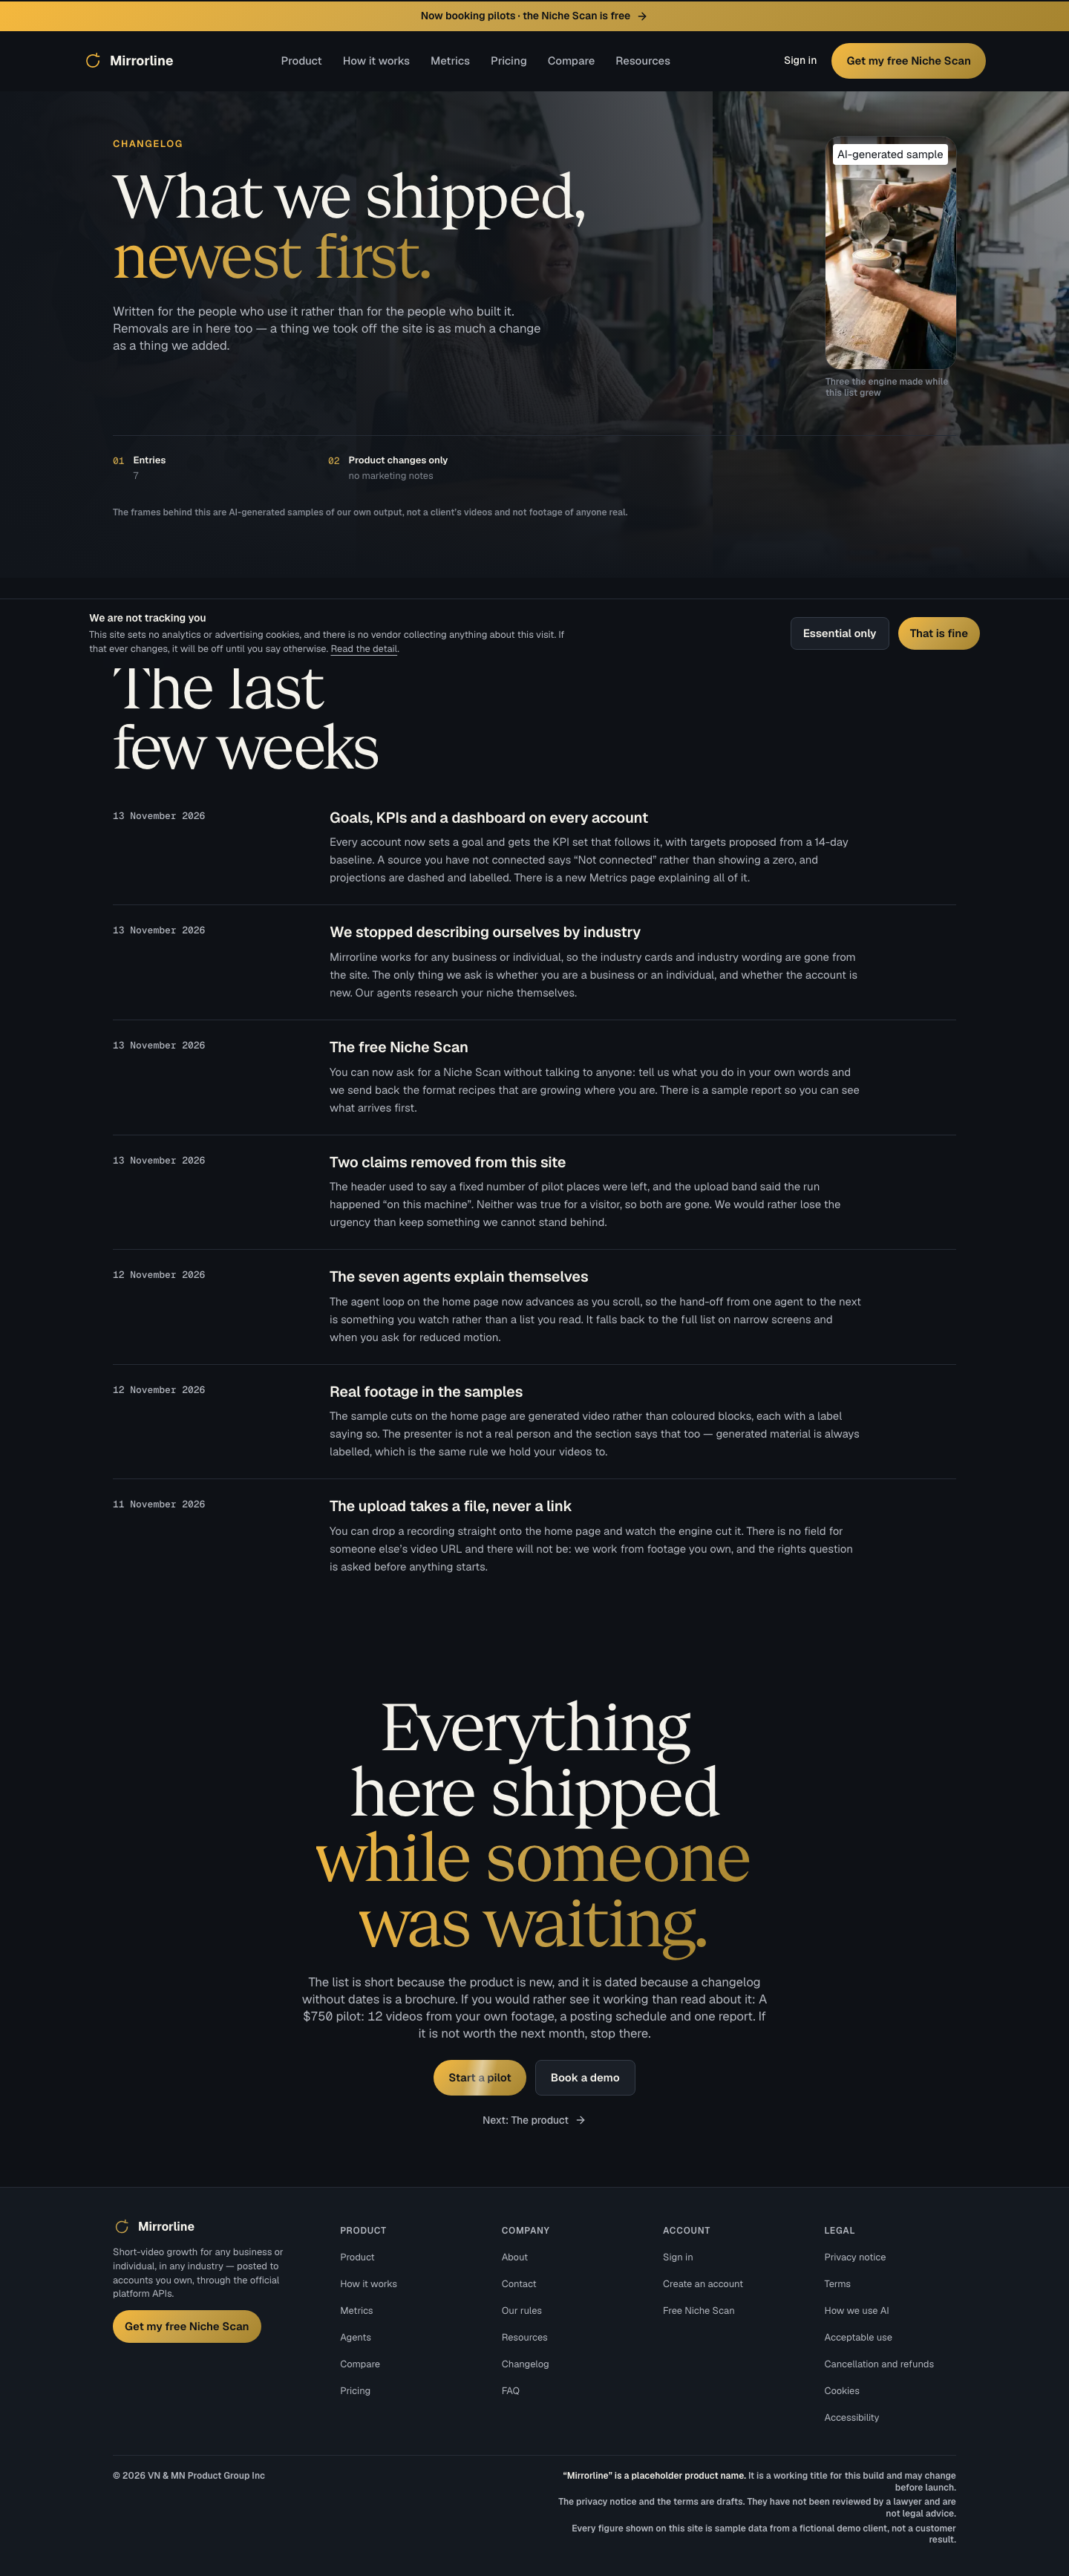 Now booking pilots · the Niche Scan is free →
Mirrorline
Product
How it works
Metrics
Pricing
Compare
Resources
Sign in
Get my free Niche Scan
CHANGELOG
What we shipped,
newest first.
Written for the people who use it rather than for the people who built it.
Removals are in here too — a thing we took off the site is as much a change
as a thing we added.
AI-generated sample
Three the engine made while
this list grew
01 Entries
7
02 Product changes only
no marketing notes
The frames behind this are AI-generated samples of our own output, not a client's videos and not footage of anyone real.
We are not tracking you
This site sets no analytics or advertising cookies, and there is no vendor collecting anything about this visit. If
that ever changes, it will be off until you say otherwise. Read the detail.
Essential only
That is fine
The last
few weeks
13 November 2026
Goals, KPIs and a dashboard on every account
Every account now sets a goal and gets the KPI set that follows it, with targets proposed from a 14-day
baseline. A source you have not connected says “Not connected” rather than showing a zero, and
projections are dashed and labelled. There is a new Metrics page explaining all of it.
13 November 2026
We stopped describing ourselves by industry
Mirrorline works for any business or individual, so the industry cards and industry wording are gone from
the site. The only thing we ask is whether you are a business or an individual, and whether the account is
new. Our agents research your niche themselves.
13 November 2026
The free Niche Scan
You can now ask for a Niche Scan without talking to anyone: tell us what you do in your own words and
we send back the format recipes that are growing where you are. There is a sample report so you can see
what arrives first.
13 November 2026
Two claims removed from this site
The header used to say a fixed number of pilot places were left, and the upload band said the run
happened “on this machine”. Neither was true for a visitor, so both are gone. We would rather lose the
urgency than keep something we cannot stand behind.
12 November 2026
The seven agents explain themselves
The agent loop on the home page now advances as you scroll, so the hand-off from one agent to the next
is something you watch rather than a list you read. It falls back to the full list on narrow screens and
when you ask for reduced motion.
12 November 2026
Real footage in the samples
The sample cuts on the home page are generated video rather than coloured blocks, each with a label
saying so. The presenter is not a real person and the section says that too — generated material is always
labelled, which is the same rule we hold your videos to.
11 November 2026
The upload takes a file, never a link
You can drop a recording straight onto the home page and watch the engine cut it. There is no field for
someone else's video URL and there will not be: we work from footage you own, and the rights question
is asked before anything starts.
Everything
here shipped
while someone
was waiting.
The list is short because the product is new, and it is dated because a changelog
without dates is a brochure. If you would rather see it working than read about it: A
$750 pilot: 12 videos from your own footage, a posting schedule and one report. If
it is not worth the next month, stop there.
Start a pilot
Book a demo
Next: The product →
Mirrorline
Short-video growth for any business or
individual, in any industry — posted to
accounts you own, through the official
platform APIs.
Get my free Niche Scan
PRODUCT
Product
How it works
Metrics
Agents
Compare
Pricing
COMPANY
About
Contact
Our rules
Resources
Changelog
FAQ
ACCOUNT
Sign in
Create an account
Free Niche Scan
LEGAL
Privacy notice
Terms
How we use AI
Acceptable use
Cancellation and refunds
Cookies
Accessibility
© 2026 VN & MN Product Group Inc
“Mirrorline” is a placeholder product name. It is a working title for this build and may change
before launch.
The privacy notice and the terms are drafts. They have not been reviewed by a lawyer and are
not legal advice.
Every figure shown on this site is sample data from a fictional demo client, not a customer
result.